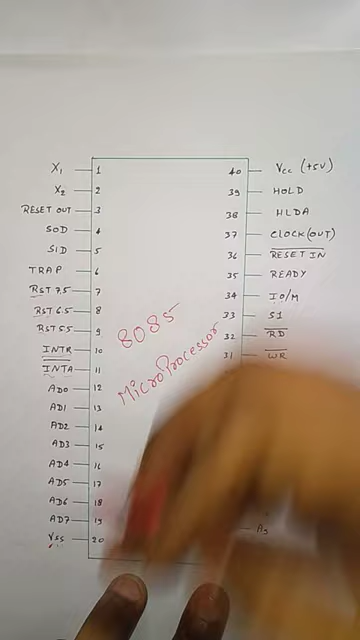 X1 1 40 Vcc (+5V)
X2 2 39 HOLD
RESET OUT 3 38 HLDA
SOD 4 37 CLOCK(OUT)
SID 5 36 RESET IN
TRAP 6 35 READY
RST 7.5 7 34 IO/M
RST 6.5 8 33 S1
RST 5.5 9 32 RD
INTR 10 31 WR
INTA 11
AD0 12
AD1 13
AD2 14
AD3 15
AD4 16
AD5 17
AD6 18
AD7 19
Vss 20
8085
MicroProcessor